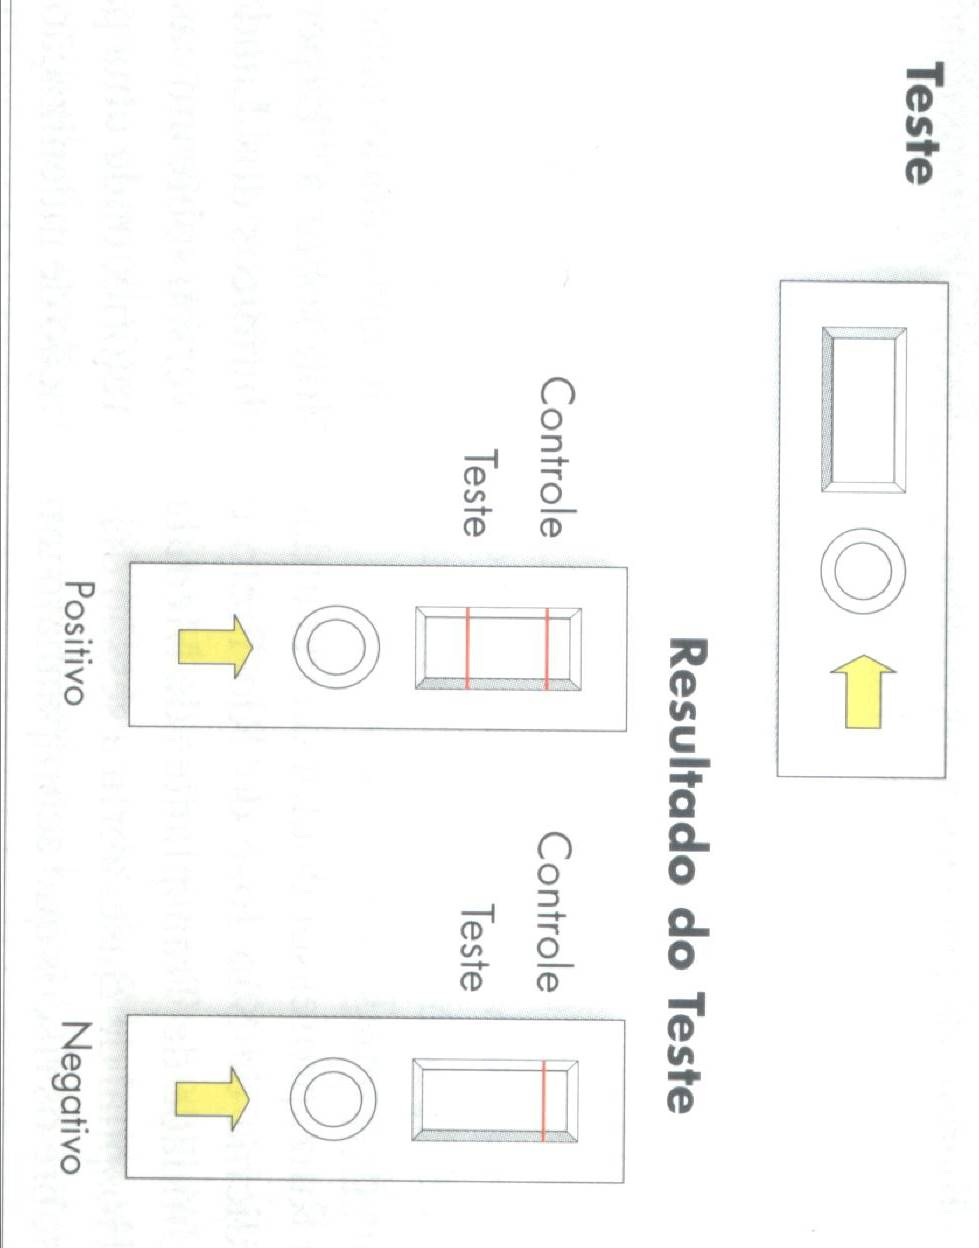 Teste
Resultado do Teste
Controle
Teste
Positivo
Controle
Teste
Negativo